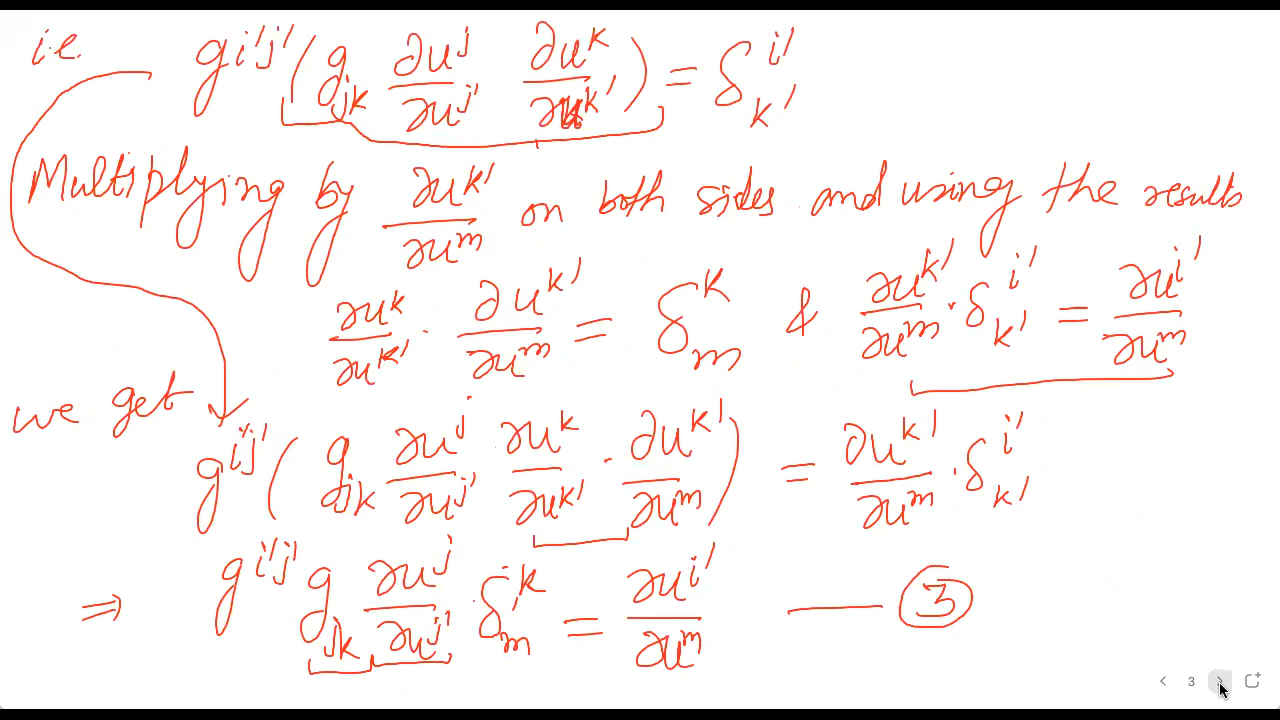 i.e. g^{i'j'} ( g_{jk} ∂u^j/∂u^{j'} ∂u^k/∂u^{k'} ) = δ^{i'}_{k'}
Multiplying by ∂u^{k'}/∂u^m on both sides and using the results
∂u^k/∂u^{k'} · ∂u^{k'}/∂u^m = δ^k_m & ∂u^{k'}/∂u^m · δ^{i'}_{k'} = ∂u^{i'}/∂u^m
we get
g^{i'j'} ( g_{jk} ∂u^j/∂u^{j'} ∂u^k/∂u^{k'} · ∂u^{k'}/∂u^m ) = ∂u^{k'}/∂u^m · δ^{i'}_{k'}
⇒ g^{i'j'} g_{jk} ∂u^j/∂u^{j'} · δ^k_m = ∂u^{i'}/∂u^m —— ③
< 3 >